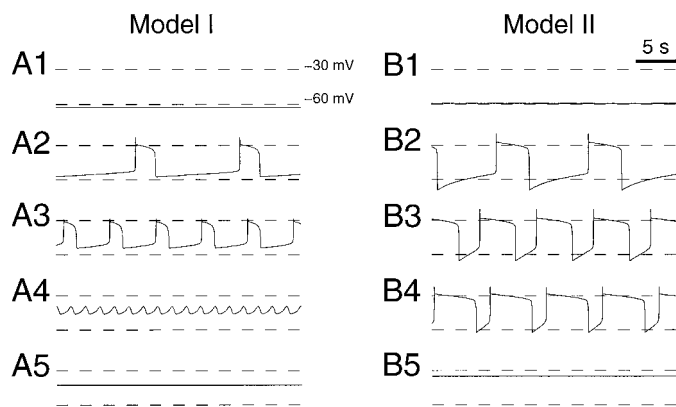 Model I
Model II
5 s
A1
-30 mV
-60 mV
B1
A2
B2
A3
B3
A4
B4
A5
B5